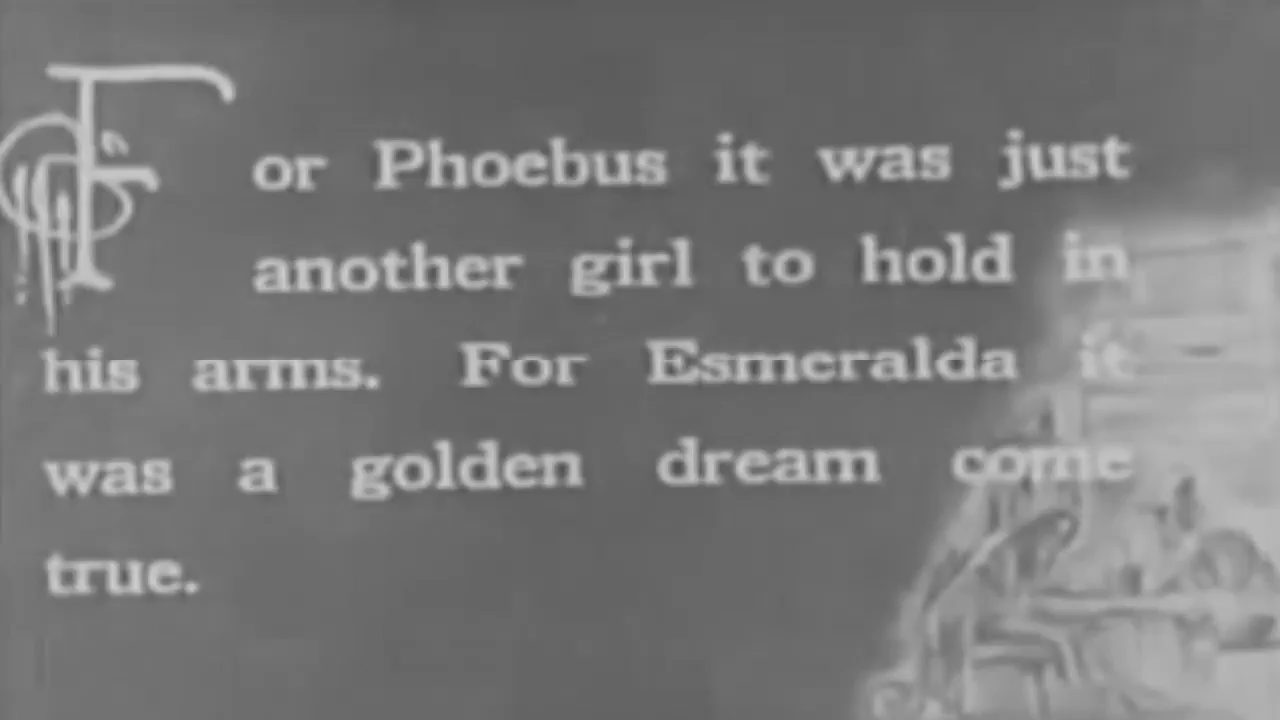 For Phoebus it was just
another girl to hold in
his arms. For Esmeralda it
was a golden dream come
true.